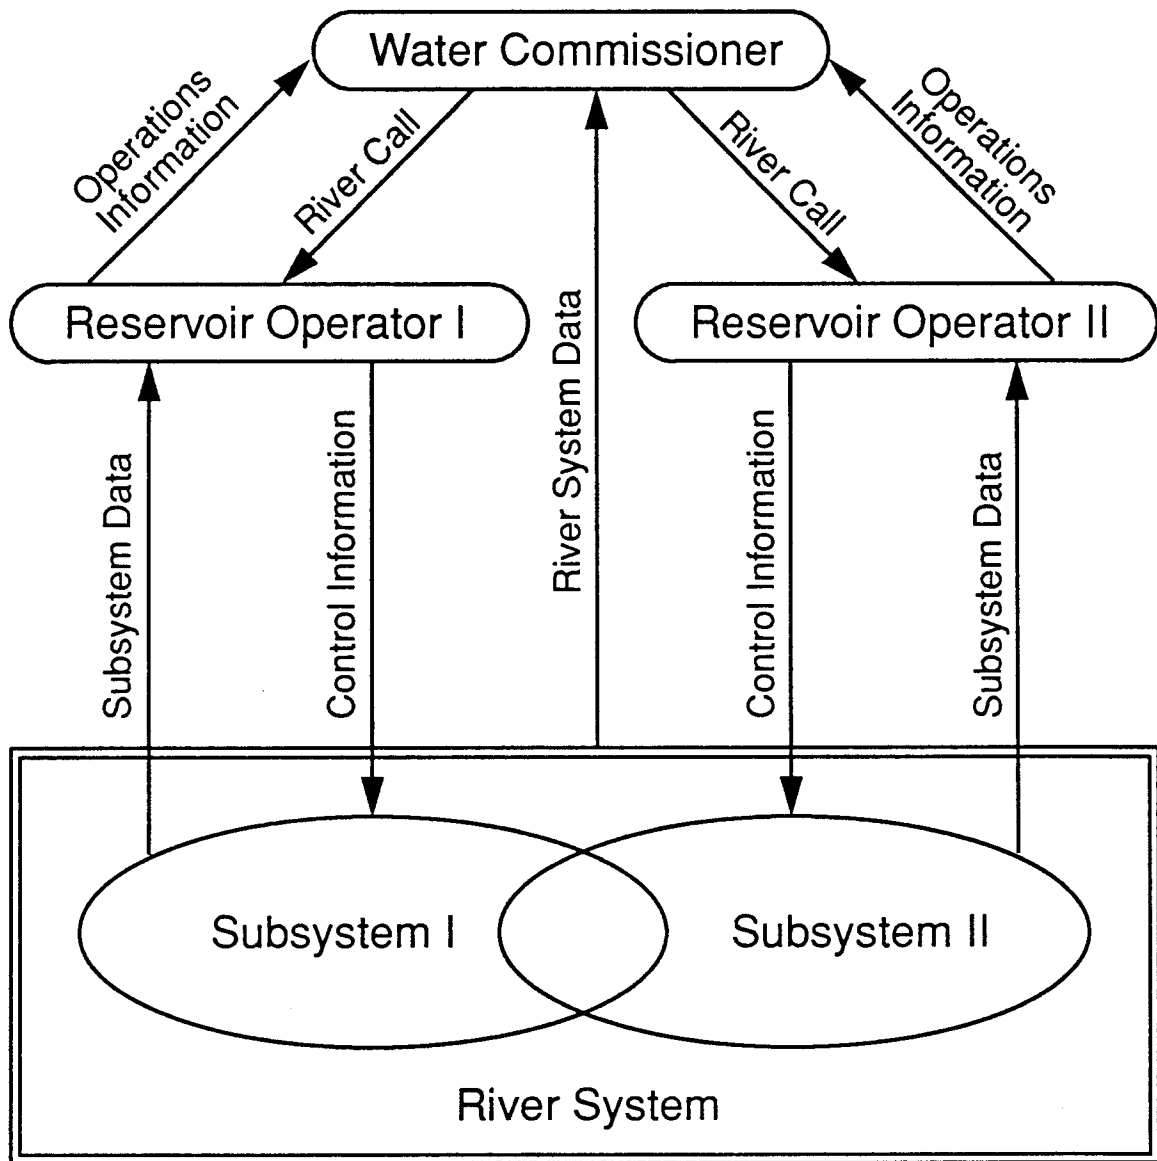 Water Commissioner
Operations
Information
River Call
River Call
Operations
Information
Reservoir Operator I
Reservoir Operator II
Subsystem Data
Control Information
River System Data
Control Information
Subsystem Data
Subsystem I
Subsystem II
River System